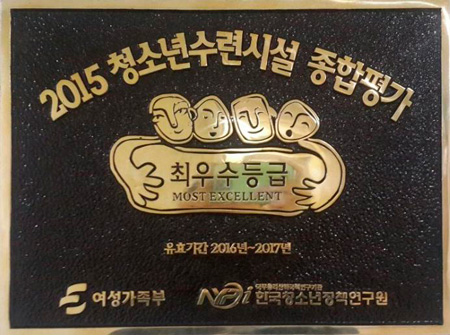 2015 청소년수련시설 종합평가
최우수등급
MOST EXCELLENT
유효기간 2016년~2017년
여성가족부
NYPi
한국청소년정책연구원